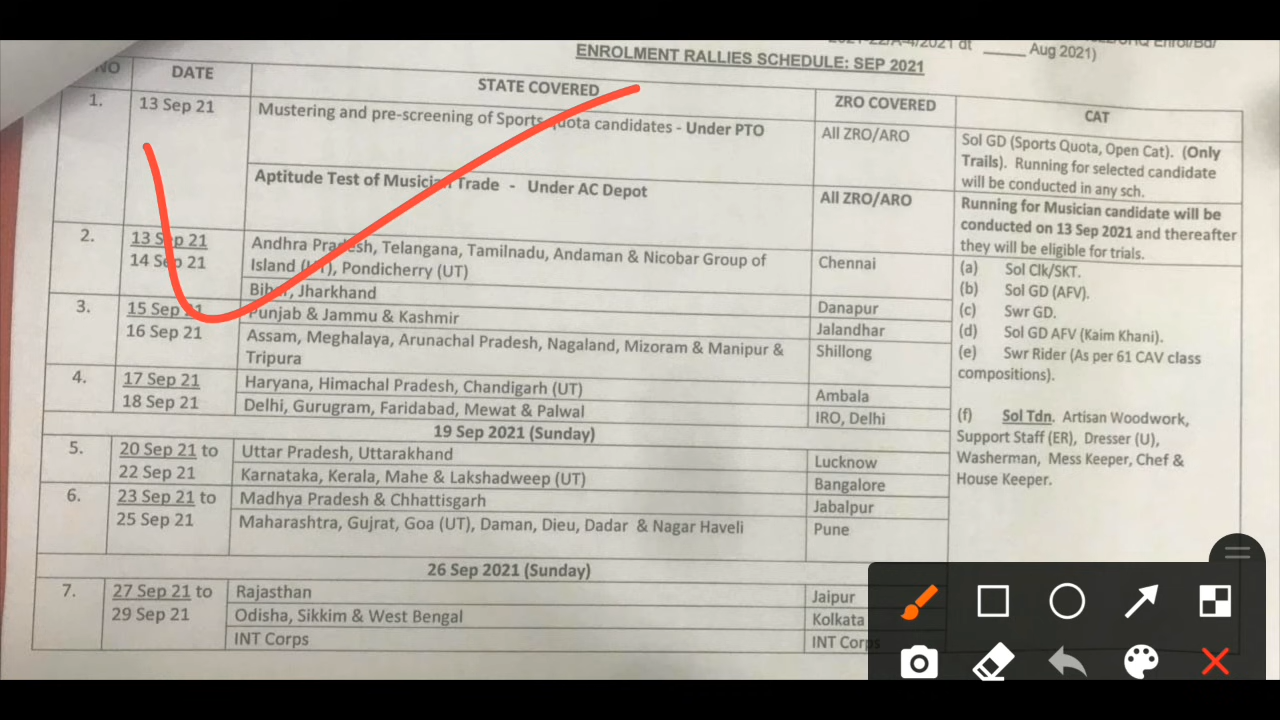 2021-22/A-4/2021 dt _____ Aug 2021)
ENROLMENT RALLIES SCHEDULE: SEP 2021
NO DATE STATE COVERED ZRO COVERED CAT
1. 13 Sep 21 Mustering and pre-screening of Sports quota candidates - Under PTO All ZRO/ARO
Sol GD (Sports Quota, Open Cat). (Only
Trails). Running for selected candidate
will be conducted in any sch.
Aptitude Test of Musician Trade - Under AC Depot All ZRO/ARO
Running for Musician candidate will be
conducted on 13 Sep 2021 and thereafter
they will be eligible for trials.
2. 13 Sep 21
14 Sep 21
Andhra Pradesh, Telangana, Tamilnadu, Andaman & Nicobar Group of
Island (UT), Pondicherry (UT)
Chennai
Bihar, Jharkhand Danapur
3. 15 Sep 21
16 Sep 21
Punjab & Jammu & Kashmir Jalandhar
Assam, Meghalaya, Arunachal Pradesh, Nagaland, Mizoram & Manipur &
Tripura
Shillong
4. 17 Sep 21
18 Sep 21
Haryana, Himachal Pradesh, Chandigarh (UT) Ambala
Delhi, Gurugram, Faridabad, Mewat & Palwal IRO, Delhi
19 Sep 2021 (Sunday)
5. 20 Sep 21 to
22 Sep 21
Uttar Pradesh, Uttarakhand Lucknow
Karnataka, Kerala, Mahe & Lakshadweep (UT) Bangalore
6. 23 Sep 21 to
25 Sep 21
Madhya Pradesh & Chhattisgarh Jabalpur
Maharashtra, Gujrat, Goa (UT), Daman, Dieu, Dadar & Nagar Haveli Pune
26 Sep 2021 (Sunday)
7. 27 Sep 21 to
29 Sep 21
Rajasthan Jaipur
Odisha, Sikkim & West Bengal Kolkata
INT Corps INT Corps
(a) Sol Clk/SKT.
(b) Sol GD (AFV).
(c) Swr GD.
(d) Sol GD AFV (Kaim Khani).
(e) Swr Rider (As per 61 CAV class
compositions).
(f) Sol Tdn. Artisan Woodwork,
Support Staff (ER), Dresser (U),
Washerman, Mess Keeper, Chef &
House Keeper.